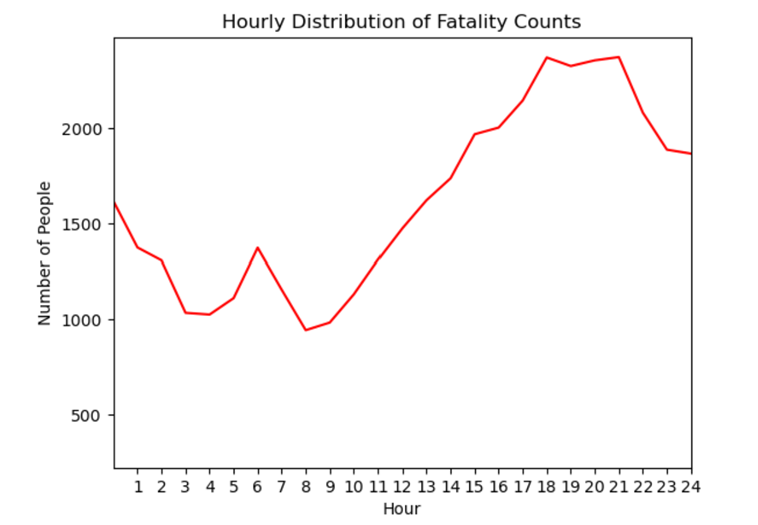 Hourly Distribution of Fatality Counts
Number of People
2000
1500
1000
500
1 2 3 4 5 6 7 8 9 10 11 12 13 14 15 16 17 18 19 20 21 22 23 24
Hour